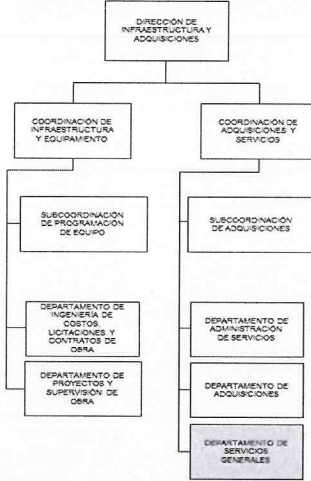 DIRECCIÓN DE
INFRAESTRUCTURA Y
ADQUISICIONES
COORDINACIÓN DE
INFRAESTRUCTURA
Y EQUIPAMIENTO
COORDINACIÓN DE
ADQUISICIONES Y
SERVICIOS
SUBCOORDINACIÓN
DE PROGRAMACIÓN
DE EQUIPO
SUBCOORDINACIÓN
DE ADQUISICIONES
DEPARTAMENTO DE
INGENIERÍA DE
COSTOS,
LICITACIONES Y
CONTRATOS DE
OBRA
DEPARTAMENTO DE
ADMINISTRACIÓN
DE SERVICIOS
DEPARTAMENTO DE
PROYECTOS Y
SUPERVISIÓN DE
OBRA
DEPARTAMENTO DE
ADQUISICIONES
DEPARTAMENTO DE
SERVICIOS
GENERALES